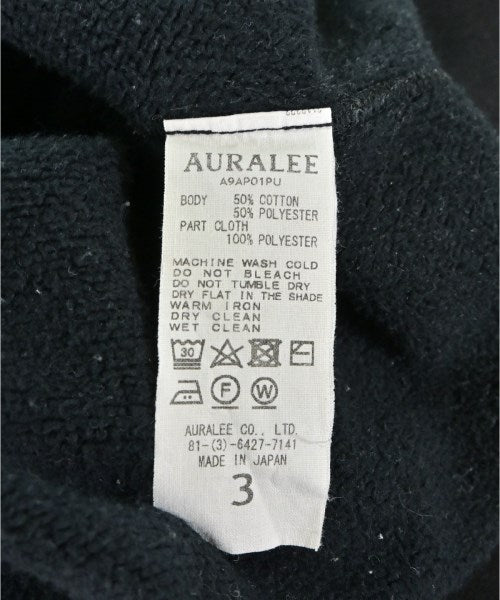 AURALEE
A9AP01PU
BODY 50% COTTON
50% POLYESTER
PART CLOTH
100% POLYESTER
MACHINE WASH COLD
DO NOT BLEACH
DO NOT TUMBLE DRY
DRY FLAT IN THE SHADE
WARM IRON
DRY CLEAN
WET CLEAN
30
F W
AURALEE CO., LTD.
81-(3)-6427-7141
MADE IN JAPAN
3